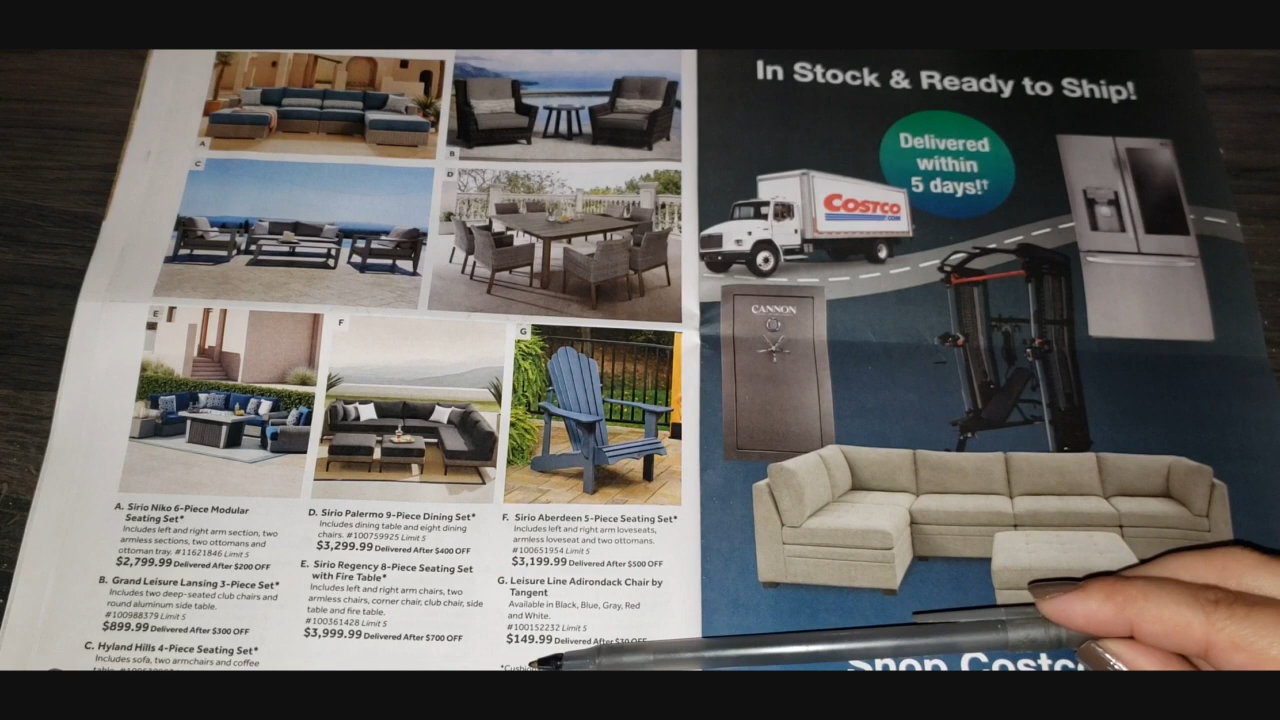 A
B
C
D
E
F
G
A. Sirio Niko 6-Piece Modular
Seating Set*
Includes left and right arm section, two
armless sections, two ottomans and
ottoman tray. #11621846 Limit 5
$2,799.99 Delivered After $200 OFF
B. Grand Leisure Lansing 3-Piece Set*
Includes two deep-seated club chairs and
round aluminum side table.
#100988379 Limit 5
$899.99 Delivered After $300 OFF
C. Hyland Hills 4-Piece Seating Set*
Includes sofa, two armchairs and coffee
D. Sirio Palermo 9-Piece Dining Set*
Includes dining table and eight dining
chairs. #100759925 Limit 5
$3,299.99 Delivered After $400 OFF
E. Sirio Regency 8-Piece Seating Set
with Fire Table*
Includes left and right arm chairs, two
armless chairs, corner chair, club chair, side
table and fire table.
#100361428 Limit 5
$3,999.99 Delivered After $700 OFF
F. Sirio Aberdeen 5-Piece Seating Set*
Includes left and right arm loveseats,
armless loveseat and two ottomans.
#100651954 Limit 5
$3,199.99 Delivered After $500 OFF
G. Leisure Line Adirondack Chair by
Tangent
Available in Black, Blue, Gray, Red
and White.
#100152232 Limit 5
$149.99 Delivered After $30 OFF
In Stock & Ready to Ship!
Delivered
within
5 days!†
COSTCO
.COM
CANNON
Shop Costc